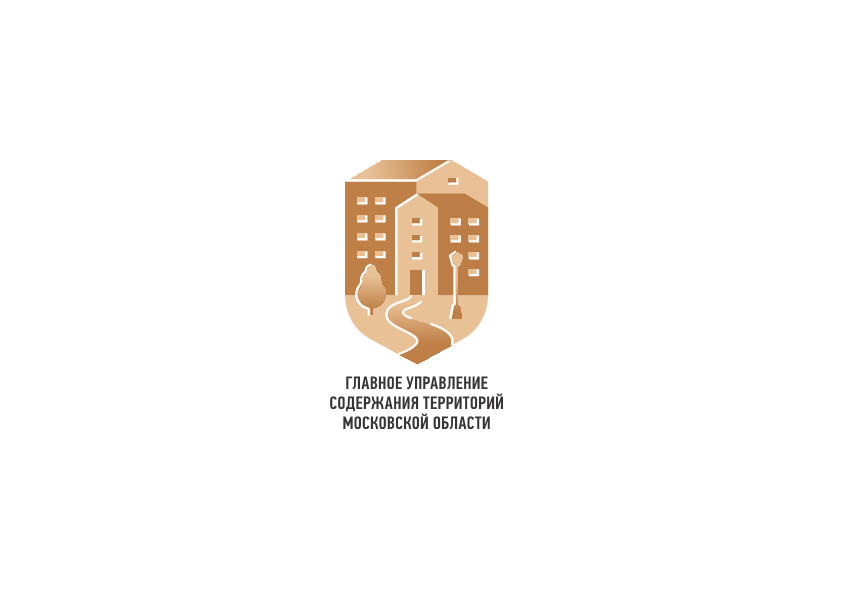 ГЛАВНОЕ УПРАВЛЕНИЕ
СОДЕРЖАНИЯ ТЕРРИТОРИЙ
МОСКОВСКОЙ ОБЛАСТИ